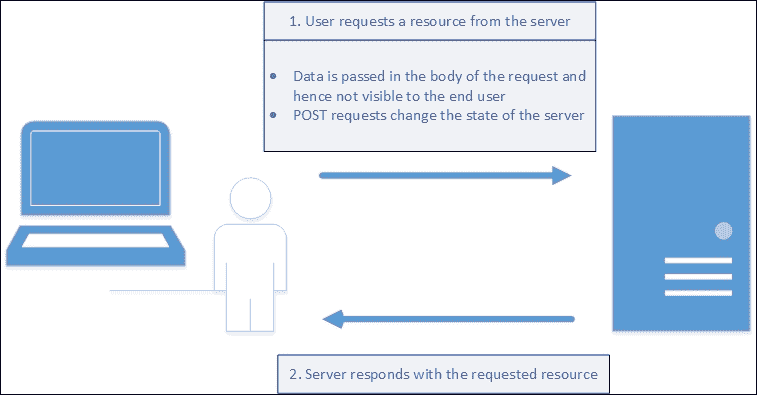 1. User requests a resource from the server
• Data is passed in the body of the request and
hence not visible to the end user
• POST requests change the state of the server
2. Server responds with the requested resource